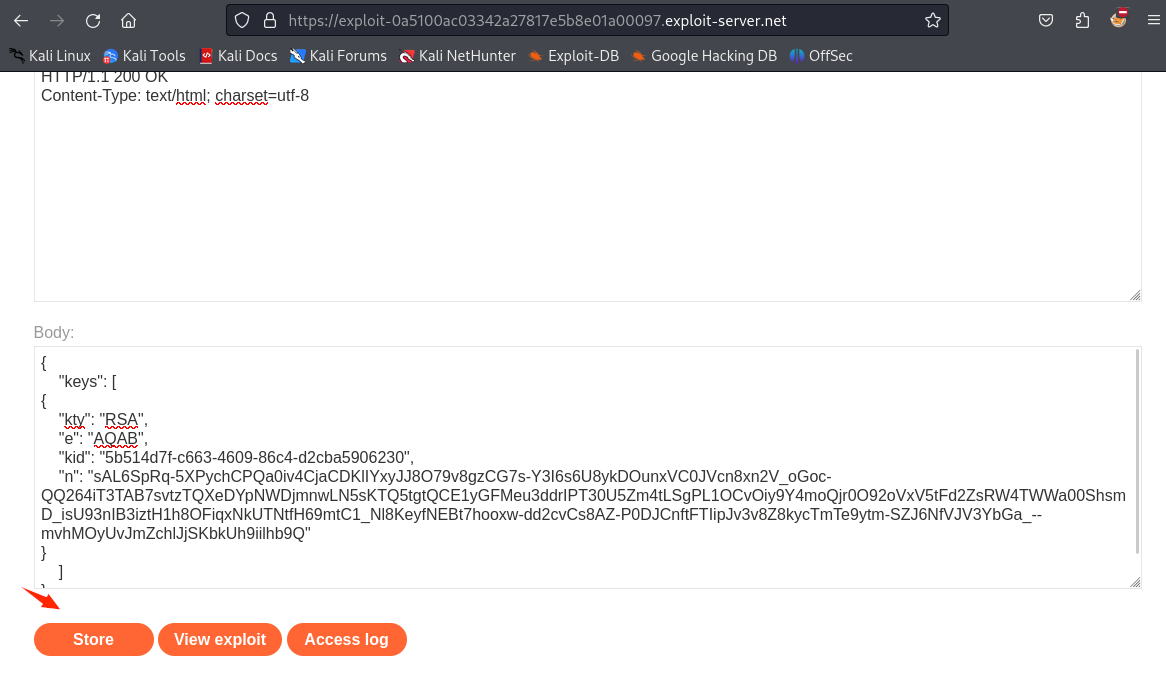 https://exploit-0a5100ac03342a27817e5b8e01a00097.exploit-server.net
Kali Linux Kali Tools Kali Docs Kali Forums Kali NetHunter Exploit-DB Google Hacking DB OffSec
HTTP/1.1 200 OK
Content-Type: text/html; charset=utf-8
Body:
{
"keys": [
{
"kty": "RSA",
"e": "AQAB",
"kid": "5b514d7f-c663-4609-86c4-d2cba5906230",
"n": "sAL6SpRq-5XPychCPQa0iv4CjaCDKlIYxyJJ8O79v8gzCG7s-Y3I6s6U8ykDOunxVC0JVcn8xn2V_oGoc-
QQ264iT3TAB7svtzTQXeDYpNWDjmnwLN5sKTQ5tgtQCE1yGFMeu3ddrIPT30U5Zm4tLSgPL1OCvOiy9Y4moQjr0O92oVxV5tFd2ZsRW4TWWa00Shsm
D_isU93nIB3iztH1h8OFiqxNkUTNtfH69mtC1_Nl8KeyfNEBt7hooxw-dd2cvCs8AZ-P0DJCnftFTIipJv3v8Z8kycTmTe9ytm-SZJ6NfVJV3YbGa_--
mvhMOyUvJmZchlJjSKbkUh9iilhb9Q"
}
]
}
Store View exploit Access log